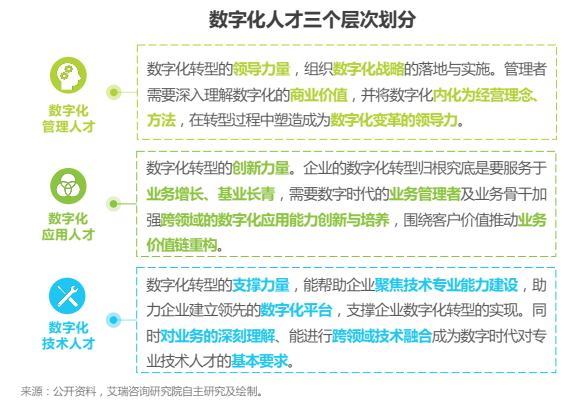 数字化人才三个层次划分
数字化
管理人才
数字化转型的领导力量，组织数字化战略的落地与实施。管理者
需要深入理解数字化的商业价值，并将数字化内化为经营理念、
方法，在转型过程中塑造成为数字化变革的领导力。
数字化
应用人才
数字化转型的创新力量。企业的数字化转型归根究底是要服务于
业务增长、基业长青，需要数字时代的业务管理者及业务骨干加
强跨领域的数字化应用能力创新与培养，围绕客户价值推动业务
价值链重构。
数字化
技术人才
数字化转型的支撑力量，能帮助企业聚焦技术专业能力建设，助
力企业建立领先的数字化平台，支撑企业数字化转型的实现。同
时对业务的深刻理解、能进行跨领域技术融合成为数字时代对专
业技术人才的基本要求。
来源：公开资料，艾瑞咨询研究院自主研究及绘制。